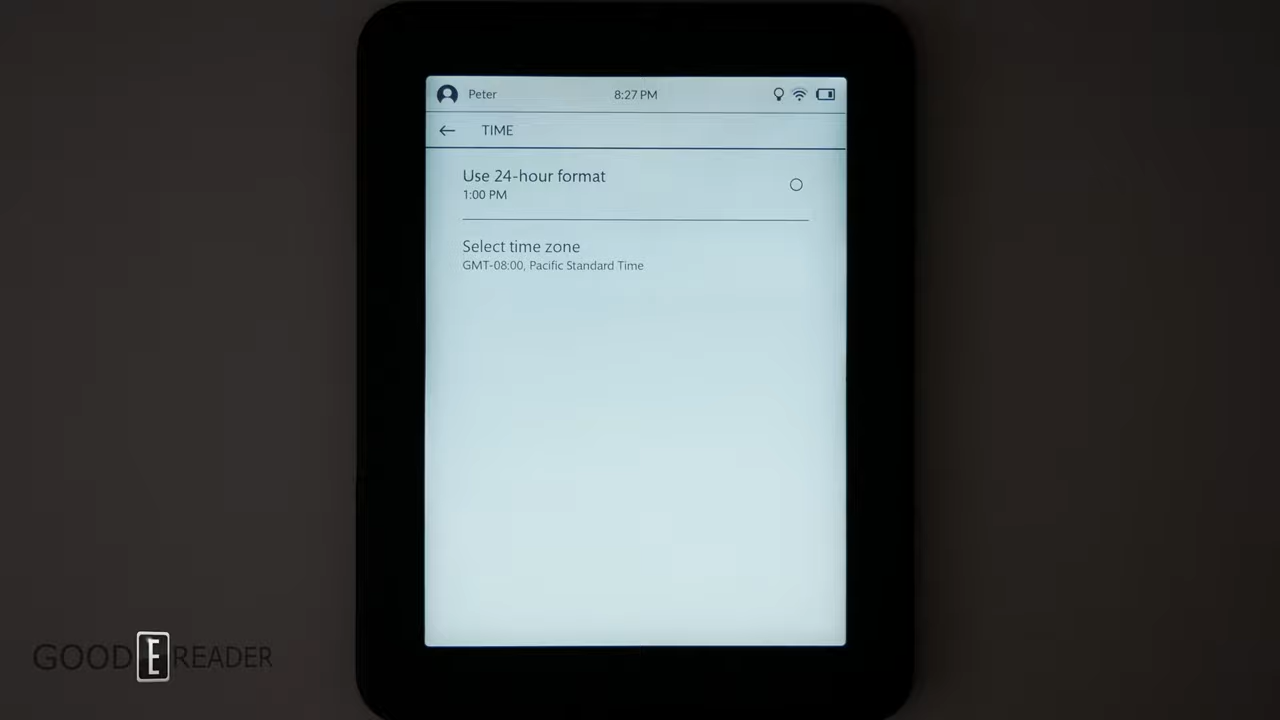 Peter 8:27 PM
TIME
Use 24-hour format
1:00 PM
Select time zone
GMT-08:00, Pacific Standard Time
GOOD E READER